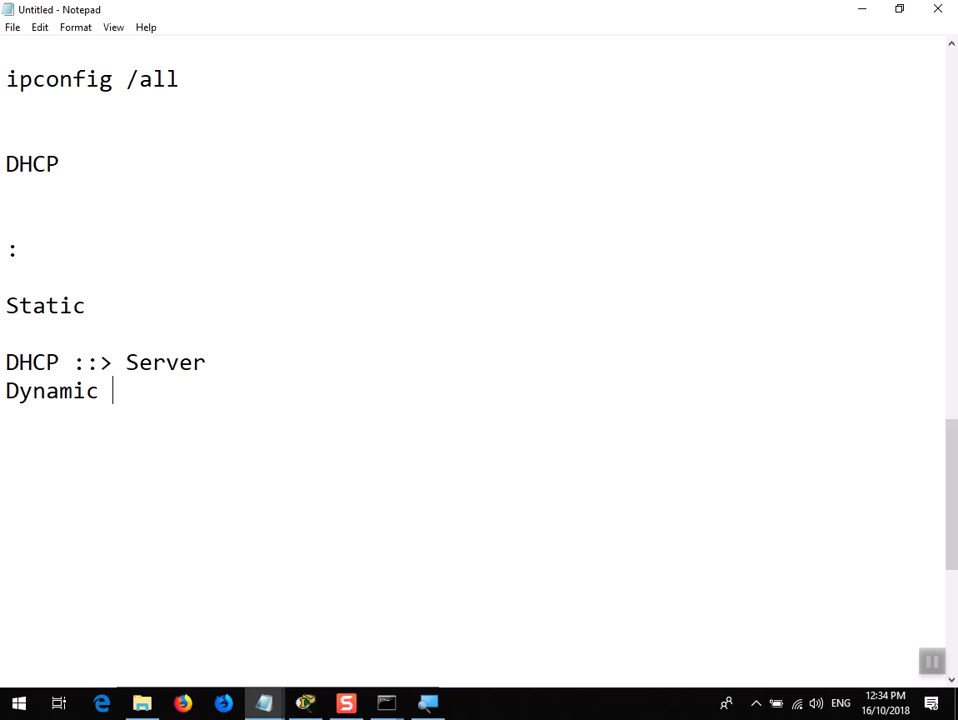 Untitled - Notepad
File Edit Format View Help
ipconfig /all
DHCP
:
Static
DHCP ::> Server
Dynamic
ENG
12:34 PM
16/10/2018